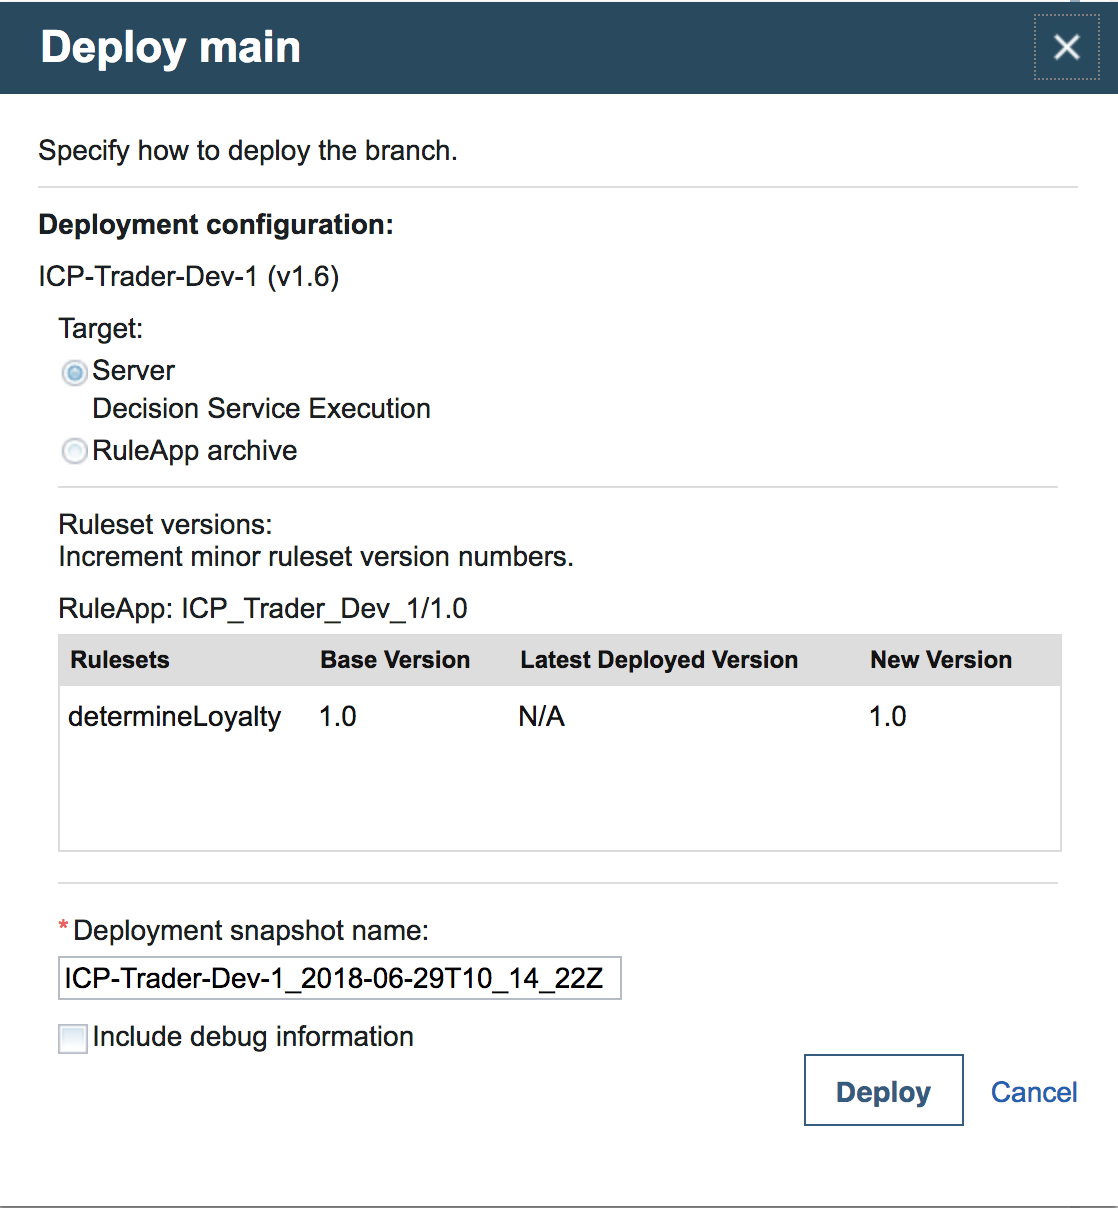 Deploy main
Specify how to deploy the branch.
Deployment configuration:
ICP-Trader-Dev-1 (v1.6)
Target:
Server
Decision Service Execution
RuleApp archive
Ruleset versions:
Increment minor ruleset version numbers.
RuleApp: ICP_Trader_Dev_1/1.0
Rulesets Base Version Latest Deployed Version New Version
determineLoyalty 1.0 N/A 1.0
* Deployment snapshot name:
ICP-Trader-Dev-1_2018-06-29T10_14_22Z
Include debug information
Deploy Cancel